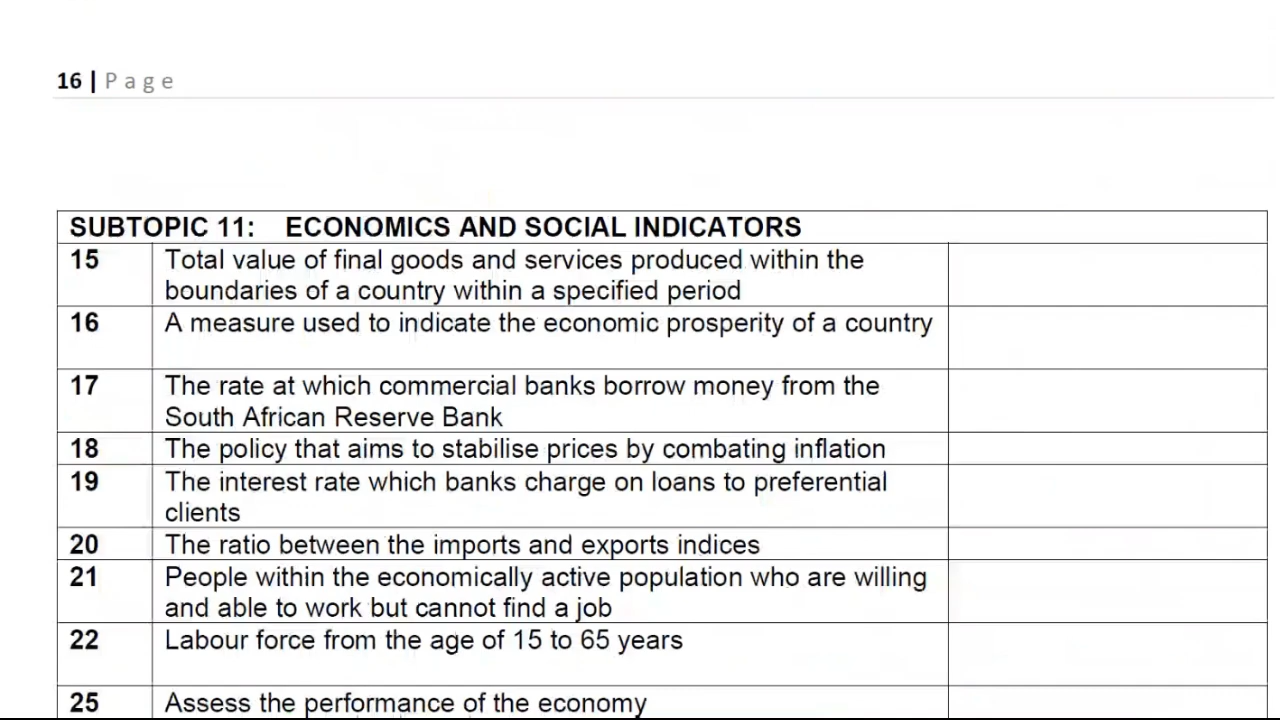 16 | Page
SUBTOPIC 11: ECONOMICS AND SOCIAL INDICATORS
15 Total value of final goods and services produced within the
boundaries of a country within a specified period
16 A measure used to indicate the economic prosperity of a country
17 The rate at which commercial banks borrow money from the
South African Reserve Bank
18 The policy that aims to stabilise prices by combating inflation
19 The interest rate which banks charge on loans to preferential
clients
20 The ratio between the imports and exports indices
21 People within the economically active population who are willing
and able to work but cannot find a job
22 Labour force from the age of 15 to 65 years
25 Assess the performance of the economy